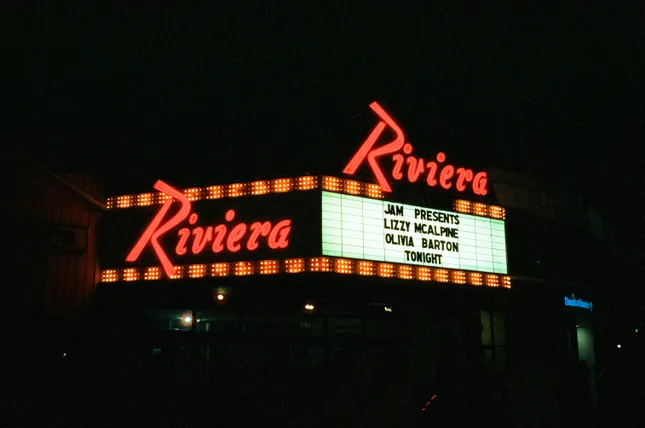 Riviera
Riviera
JAM PRESENTS
LIZZY MCALPINE
OLIVIA BARTON
TONIGHT